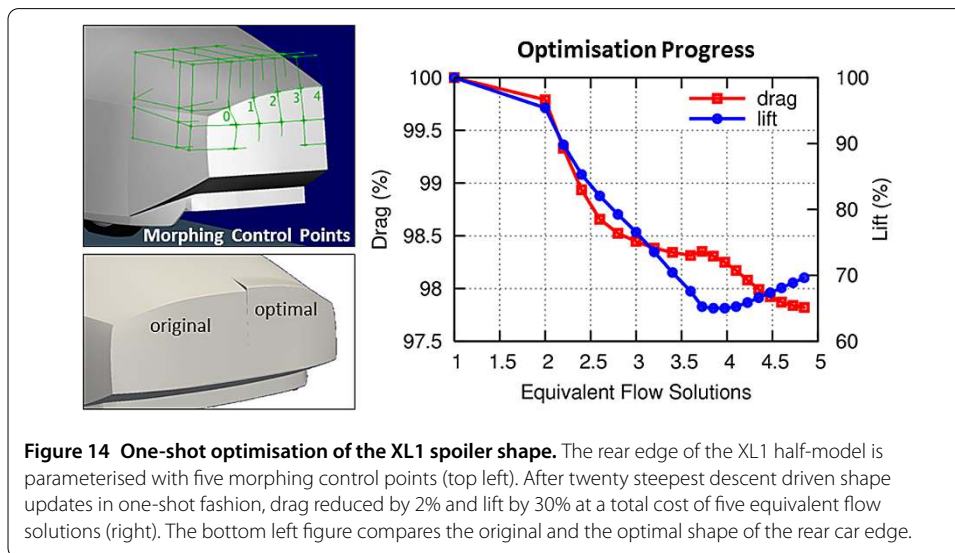 0 1 2 3 4
Morphing Control Points
original
optimal
Optimisation Progress
drag
lift
Drag (%)
100
99.5
99
98.5
98
97.5
Lift (%)
100
90
80
70
60
1 1.5 2 2.5 3 3.5 4 4.5 5
Equivalent Flow Solutions
Figure 14 One-shot optimisation of the XL1 spoiler shape. The rear edge of the XL1 half-model is
parameterised with five morphing control points (top left). After twenty steepest descent driven shape
updates in one-shot fashion, drag reduced by 2% and lift by 30% at a total cost of five equivalent flow
solutions (right). The bottom left figure compares the original and the optimal shape of the rear car edge.